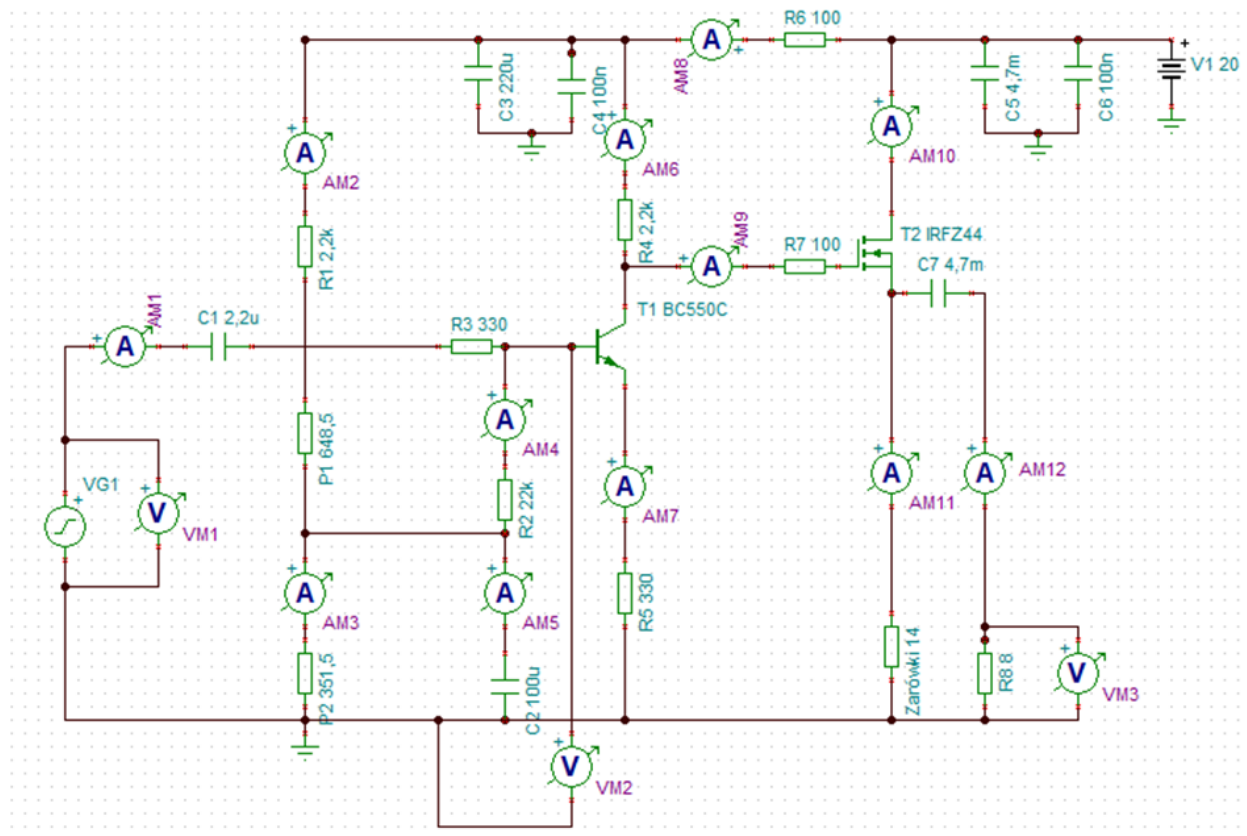 R6 100
A
AM8
C3 220u
C4 100n
C5 4,7m
C6 100n
V1 20
A
AM2
A
AM6
A
AM10
R1 2,2k
R4 2,2k
AM9
A
R7 100
T2 IRFZ44
C7 4,7m
AM1
A
C1 2,2u
R3 330
T1 BC550C
P1 648,5
A
AM4
R2 22k
A
AM7
A
AM11
A
AM12
VG1
V
VM1
A
AM3
A
AM5
R5 330
P2 351,5
C2 100u
Zarówki 14
R8 8
V
VM3
V
VM2